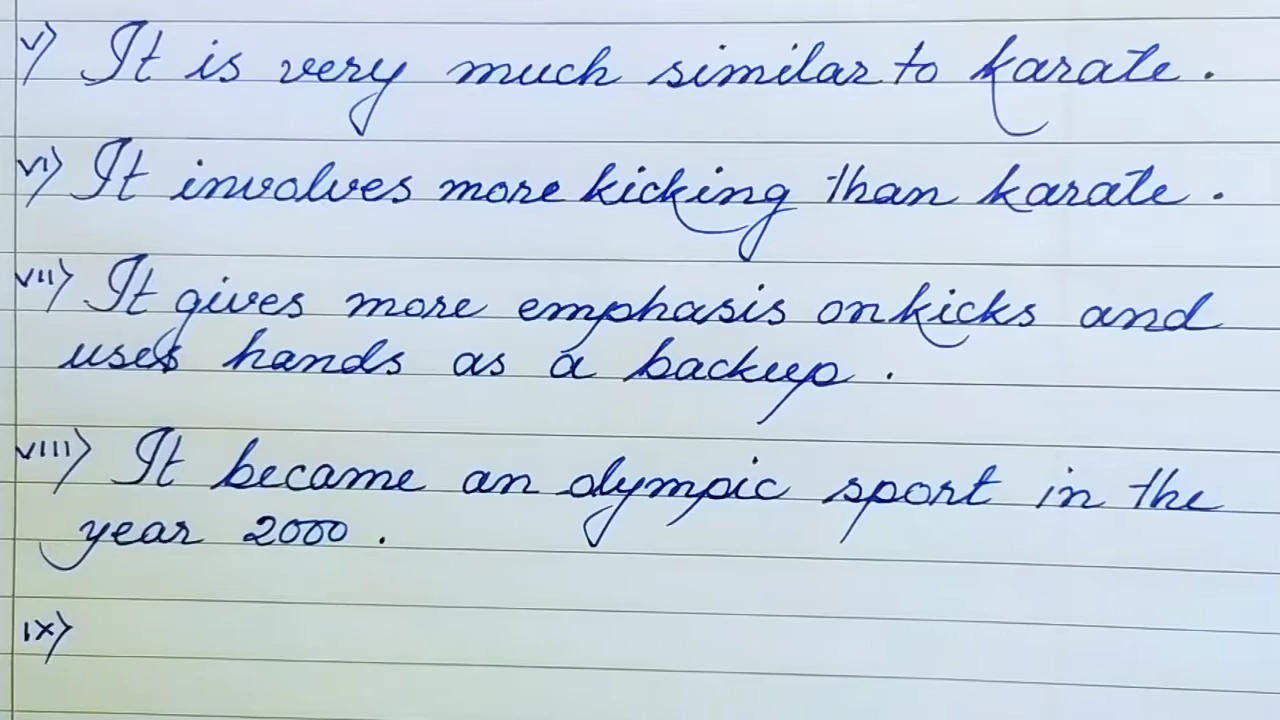 v) It is very much similar to karate.
vi) It involves more kicking than karate.
vii) It gives more emphasis on kicks and
uses hands as a backup.
viii) It became an olympic sport in the
year 2000.
ix)